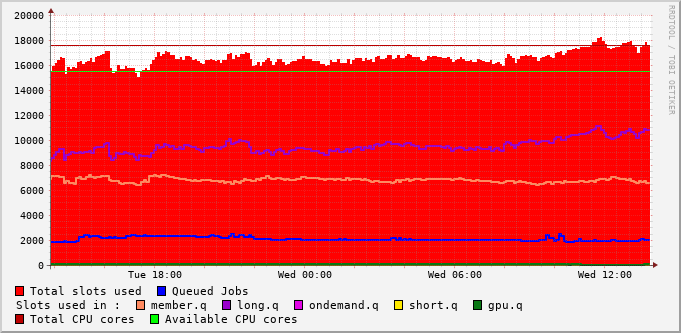 20000
18000
16000
14000
12000
10000
8000
6000
4000
2000
0
Tue 18:00 Wed 00:00 Wed 06:00 Wed 12:00
RRDTOOL / TOBI OETIKER
Total slots used Queued Jobs
Slots used in : member.q long.q ondemand.q short.q gpu.q
Total CPU cores Available CPU cores